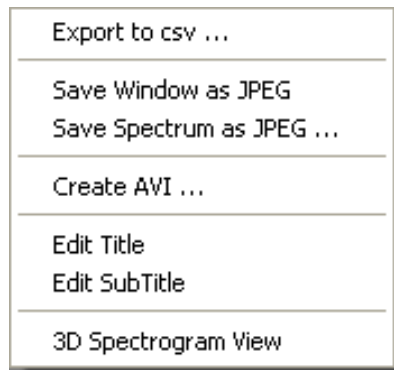 Export to csv ...
Save Window as JPEG
Save Spectrum as JPEG ...
Create AVI ...
Edit Title
Edit SubTitle
3D Spectrogram View